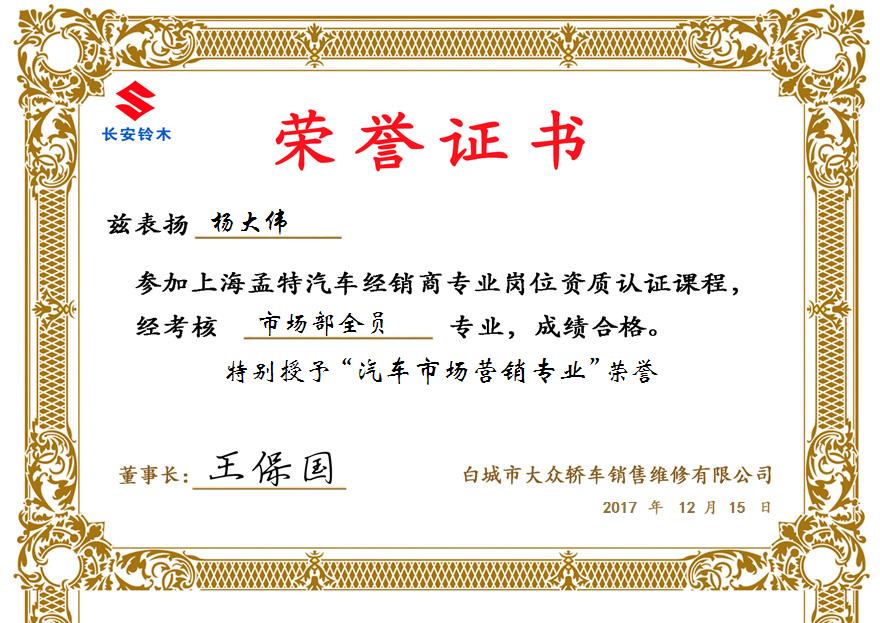 长安铃木
荣誉证书
兹表扬 杨大伟
参加上海孟特汽车经销商专业岗位资质认证课程，
经考核 市场部全员 专业，成绩合格。
特别授予“汽车市场营销专业”荣誉
董事长： 王保国
白城市大众轿车销售维修有限公司
2017 年 12 月 15 日